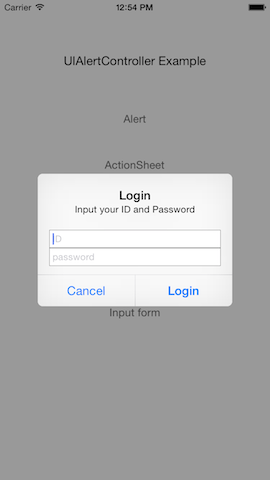 Carrier 12:54 PM
UIAlertController Example
Alert
ActionSheet
Login
Input your ID and Password
ID
password
Cancel Login
Input form